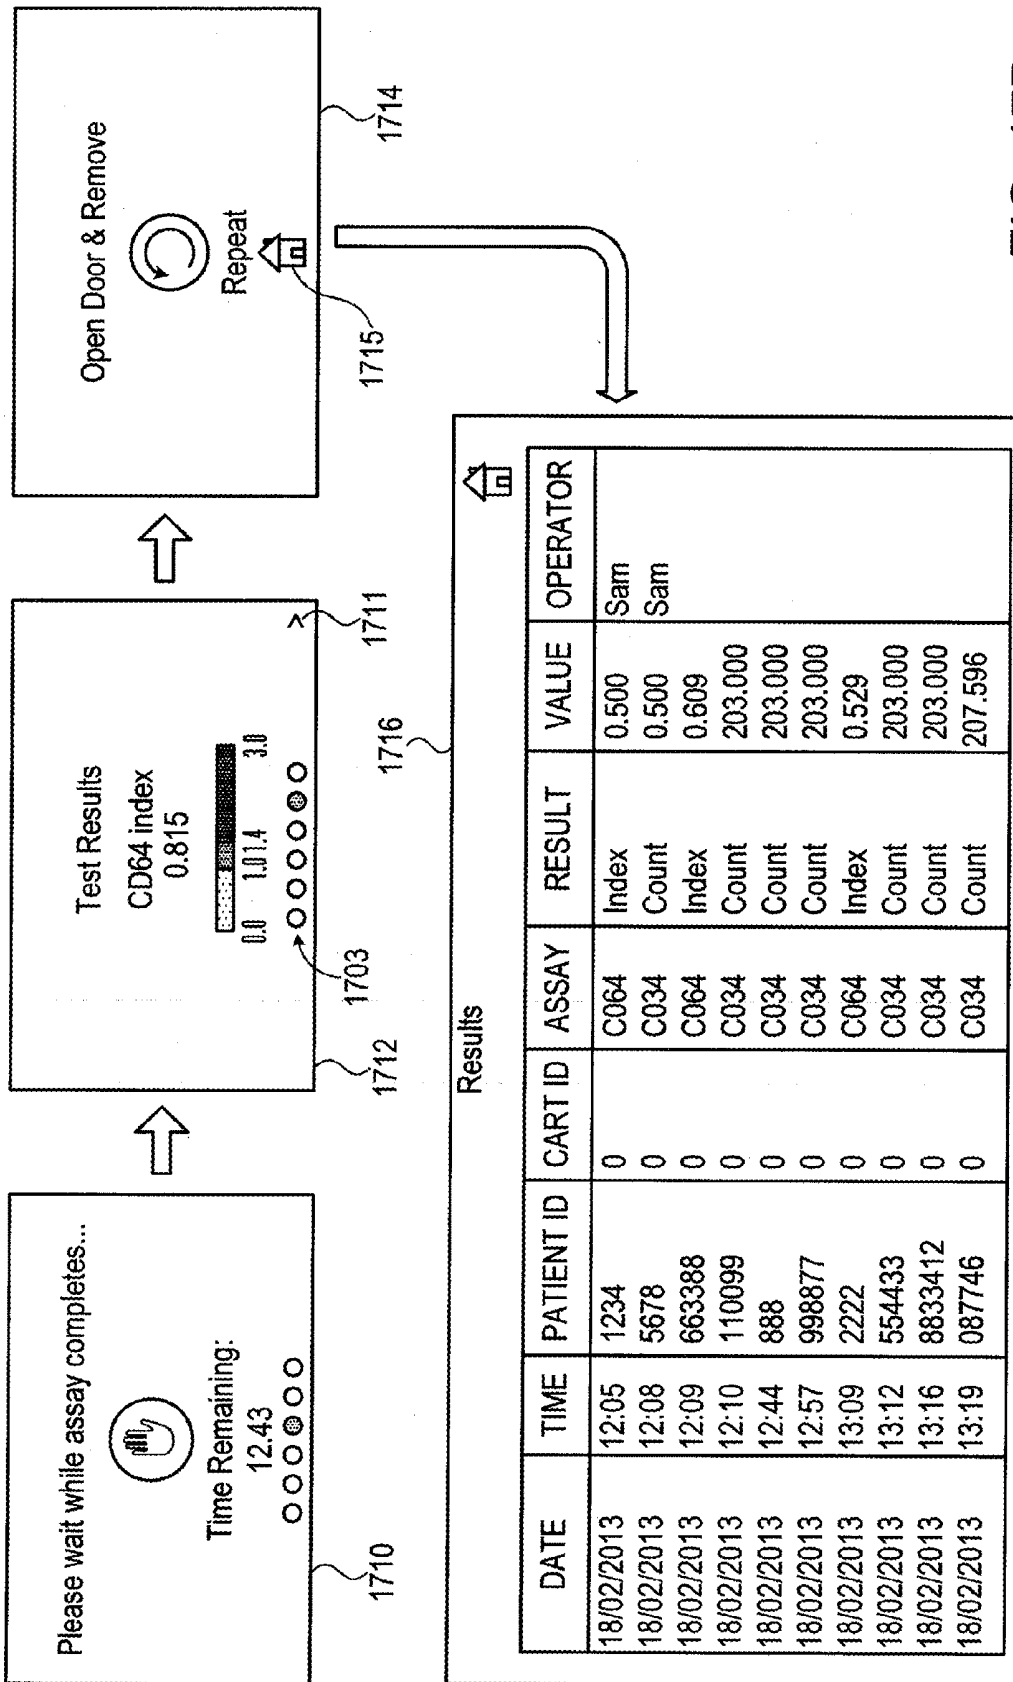 Please wait while assay completes...
Time Remaining:
12.43
1710
Test Results
CD64 index
0.815
0.0 1.0 1.4 3.0
1703
1711
1712
Open Door & Remove
Repeat
1715
1714
1716
Results
DATE TIME PATIENT ID CART ID ASSAY RESULT VALUE OPERATOR
18/02/2013 12:05 1234 0 C064 Index 0.500 Sam
18/02/2013 12:08 5678 0 C034 Count 0.500 Sam
18/02/2013 12:09 663388 0 C064 Index 0.609
18/02/2013 12:10 110099 0 C034 Count 203.000
18/02/2013 12:44 888 0 C034 Count 203.000
18/02/2013 12:57 998877 0 C034 Count 203.000
18/02/2013 13:09 2222 0 C064 Index 0.529
18/02/2013 13:12 554433 0 C034 Count 203.000
18/02/2013 13:16 8833412 0 C034 Count 203.000
18/02/2013 13:19 087746 0 C034 Count 207.596